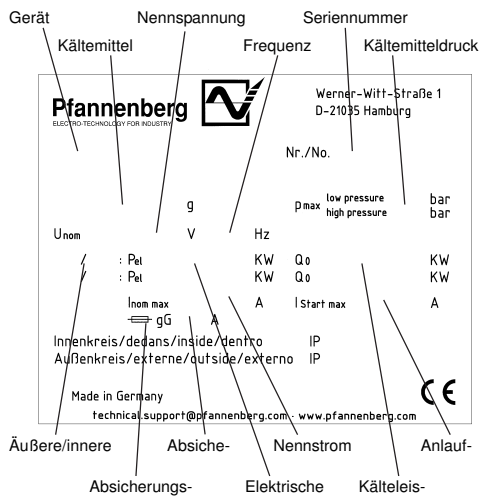 Gerät Nennspannung Seriennummer
Kältemittel Frequenz Kältemitteldruck
Pfannenberg
ELECTRO-TECHNOLOGY FOR INDUSTRY
Werner-Witt-Straße 1
D-21035 Hamburg
Nr./No.
g pmax low pressure bar
high pressure bar
Unom V Hz
/ : Pel KW Q0 KW
/ : Pel KW Q0 KW
Inom max A IStart max A
gG A
Innenkreis/dedans/inside/dentro IP
Außenkreis/externe/outside/externo IP
Made in Germany
CE
technical.support@pfannenberg.com - www.pfannenberg.com
Äußere/innere Absiche- Nennstrom Anlauf-
Absicherungs- Elektrische Kälteleis-